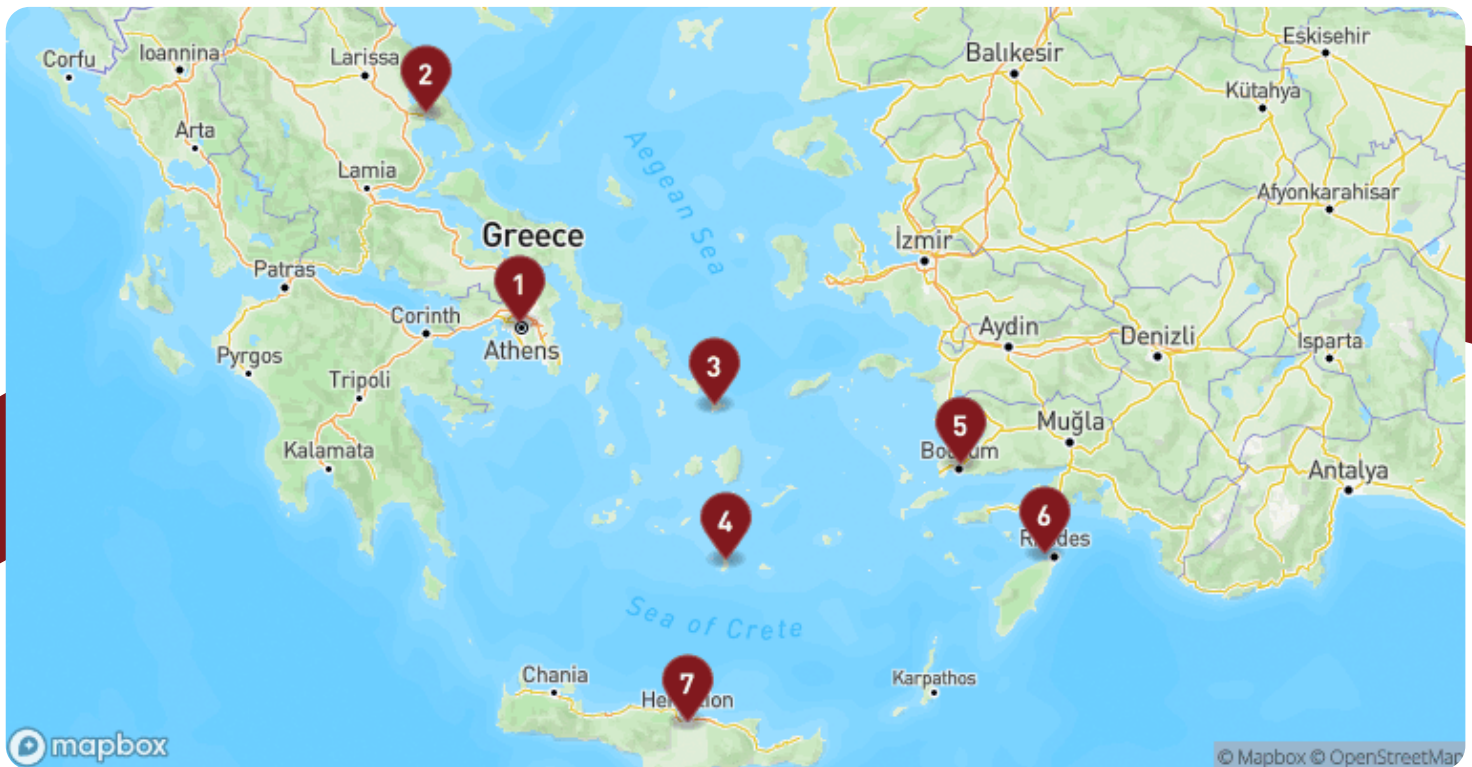 Eskisehir
Corfu
Ioannina
Larissa
Balıkesir
2
Kütahya
Arta
Aegean Sea
Lamia
Afyonkarahisar
Greece
İzmir
Patras
1
Corinth
Aydin
Denizli
Isparta
Athens
Pyrgos
3
Tripoli
5
Muğla
Kalamata
Antalya
4
6
Sea of Crete
Chania
Karpathos
7
mapbox
© Mapbox © OpenStreetMap